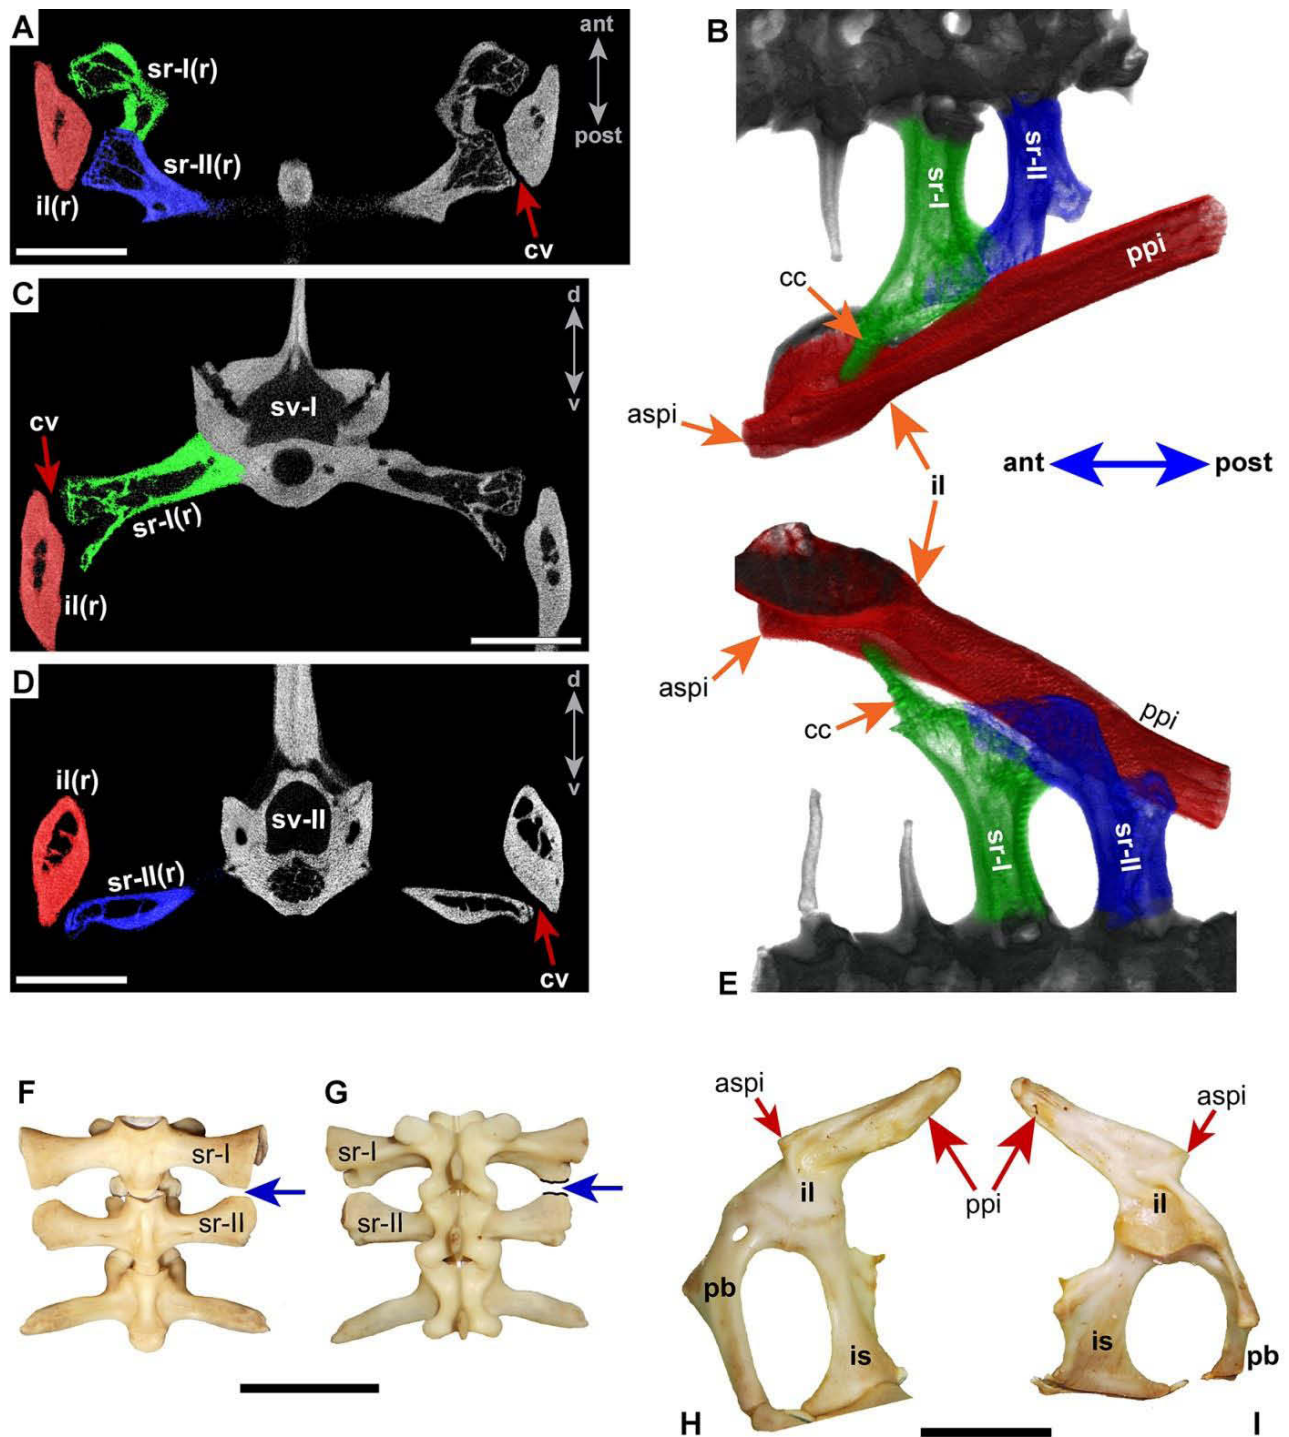 A
ant
post
sr-I(r)
sr-II(r)
il(r)
cv
B
sr-I
sr-II
ppi
cc
aspi
il
ant
post
C
d
v
sv-I
cv
sr-I(r)
il(r)
D
d
v
il(r)
sv-II
sr-II(r)
cv
aspi
cc
ppi
sr-I
sr-II
E
F
sr-I
sr-II
G
sr-I
sr-II
aspi
il
ppi
pb
is
H
aspi
il
is
pb
I